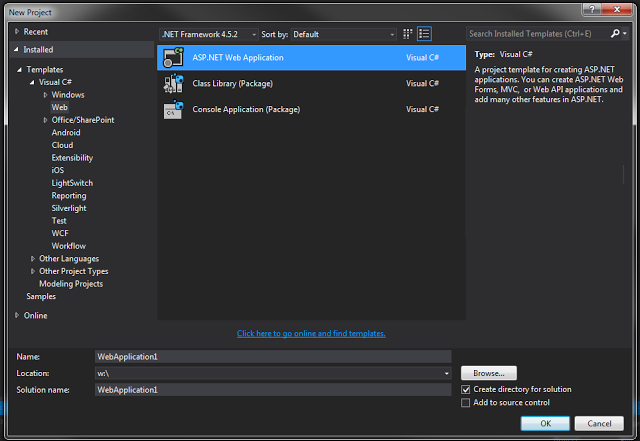 New Project
Recent
.NET Framework 4.5.2
Sort by: Default
Search Installed Templates (Ctrl+E)
Installed
Templates
Visual C#
Windows
Web
Office/SharePoint
Android
Cloud
Extensibility
iOS
LightSwitch
Reporting
Silverlight
Test
WCF
Workflow
Other Languages
Other Project Types
Modeling Projects
Samples
Online
ASP.NET Web Application Visual C#
Class Library (Package) Visual C#
Console Application (Package) Visual C#
Type: Visual C#
A project template for creating ASP.NET
applications. You can create ASP.NET Web
Forms, MVC, or Web API applications and
add many other features in ASP.NET.
Click here to go online and find templates.
Name: WebApplication1
Location: w:\
Browse...
Solution name: WebApplication1
Create directory for solution
Add to source control
OK
Cancel